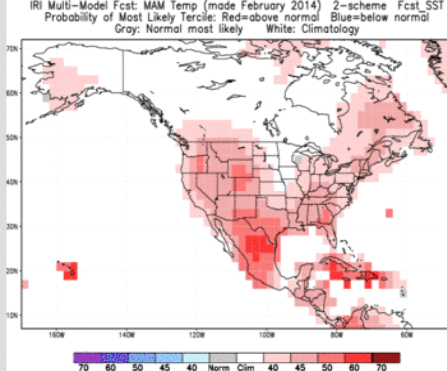 IRI Multi-Model Fcst: MAM Temp (made February 2014) 2-scheme Fcst_SST
Probability of Most Likely Tercile: Red=above normal Blue=below normal
Gray: Normal most likely White: Climatology
70N
60N
50N
40N
30N
20N
10N
160W 140W 120W 100W 80W 60W
70 60 50 45 40 Norm Clim 40 45 50 60 70